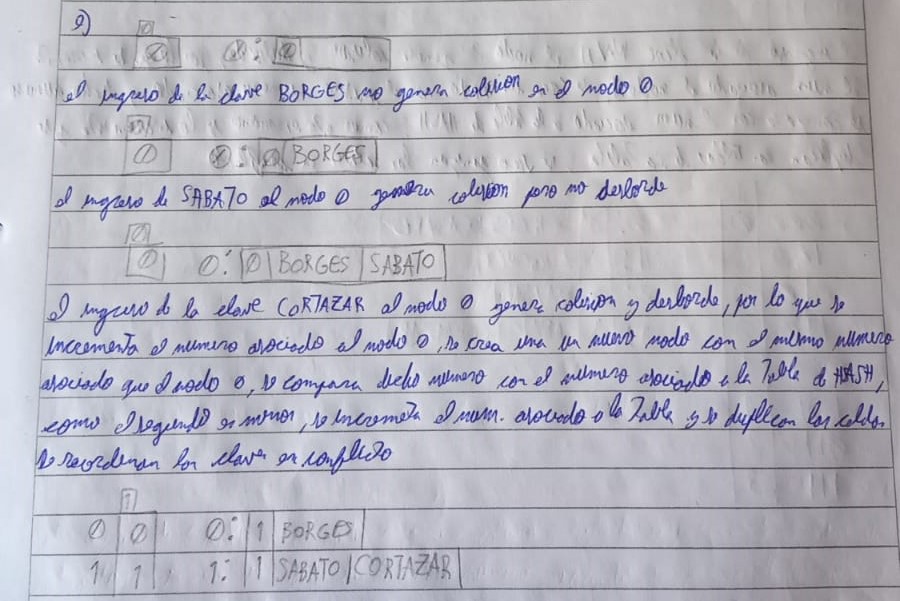 2)
0
0 0: 0
el ingreso de la clave BORGES no genera colision en el nodo 0
0
0 0: 0 BORGES
el ingreso de SABATO al nodo 0 genera colision pero no desborde
0
0 0: 0 BORGES SABATO
El ingreso de la clave CORTAZAR al nodo 0 genera colision y desborde, por lo que se
incrementa el numero asociado al nodo 0, se crea una un nuevo nodo con el mismo numero
asociado que el nodo 0, se compara dicho numero con el numero asociado a la Tabla de HASH,
como el segundo es menor, se incrementa el num. asociado a la Tabla y se duplican las celdas
se reordenan las clave en conflicto
1
0 0 0: 1 BORGES
1 1 1: 1 SABATO CORTAZAR